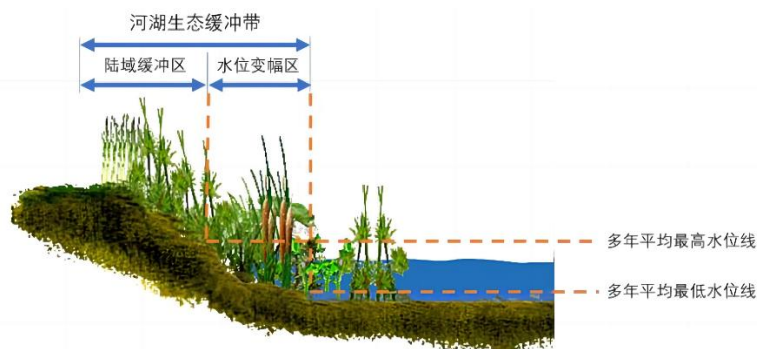 河湖生态缓冲带
陆域缓冲区
水位变幅区
多年平均最高水位线
多年平均最低水位线